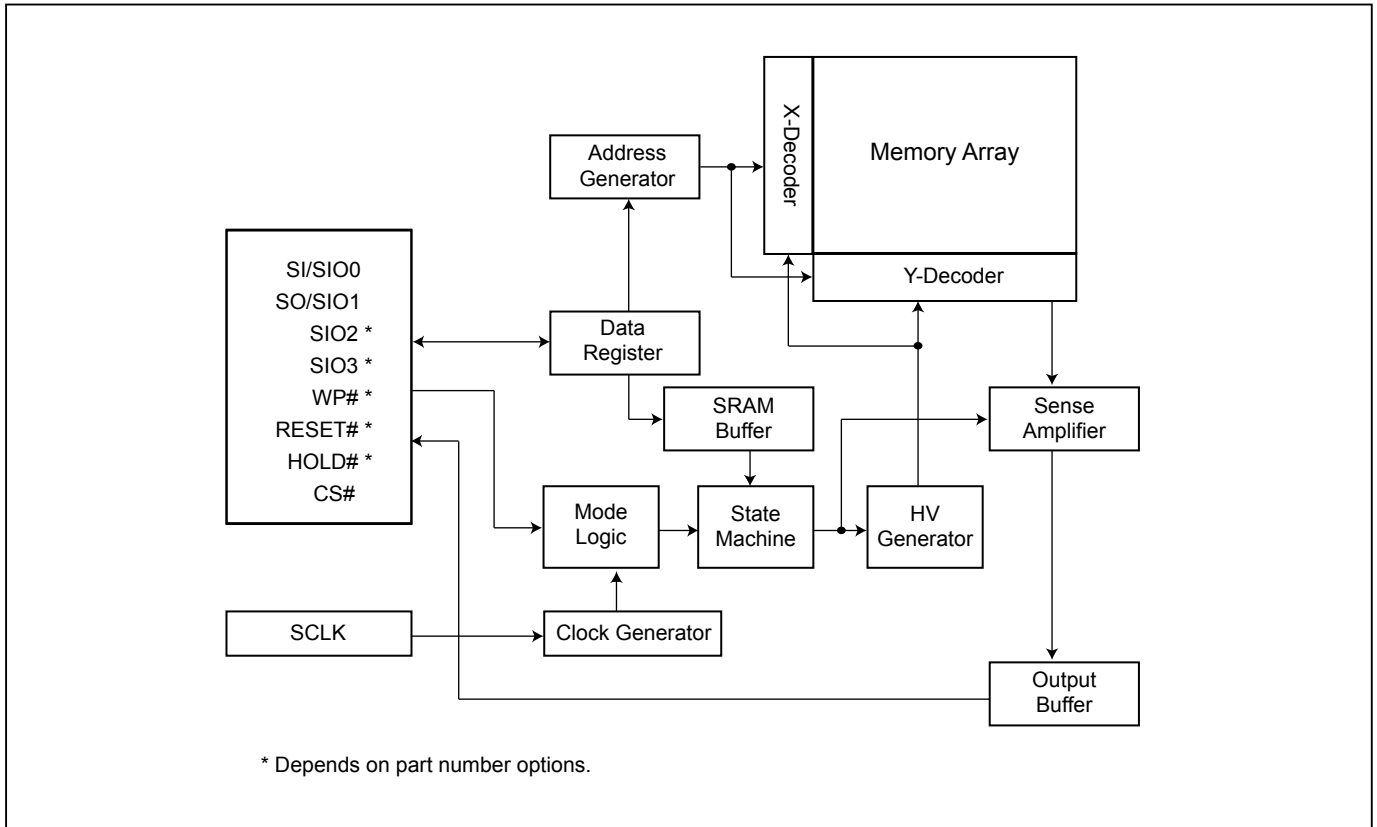 X-Decoder
Memory Array
Address
Generator
Y-Decoder
SI/SIO0
SO/SIO1
SIO2 *
SIO3 *
WP# *
RESET# *
HOLD# *
CS#
Data
Register
SRAM
Buffer
Sense
Amplifier
Mode
Logic
State
Machine
HV
Generator
SCLK
Clock Generator
Output
Buffer
* Depends on part number options.